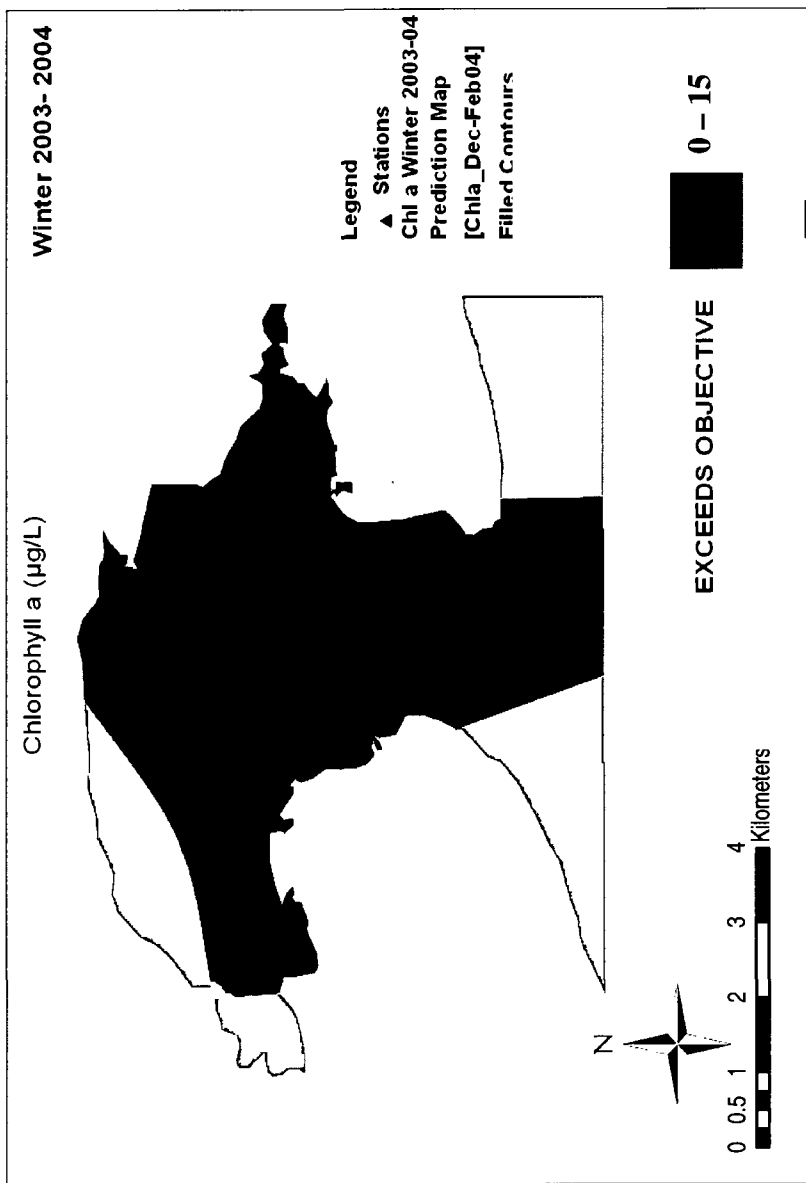 Chlorophyll a (µg/L)
Winter 2003- 2004
Legend
▲ Stations
Chl a Winter 2003-04
Prediction Map
[Chla_Dec-Feb04]
Filled Contours
N
0 0.5 1 2 3 4
Kilometers
EXCEEDS OBJECTIVE
0 – 15